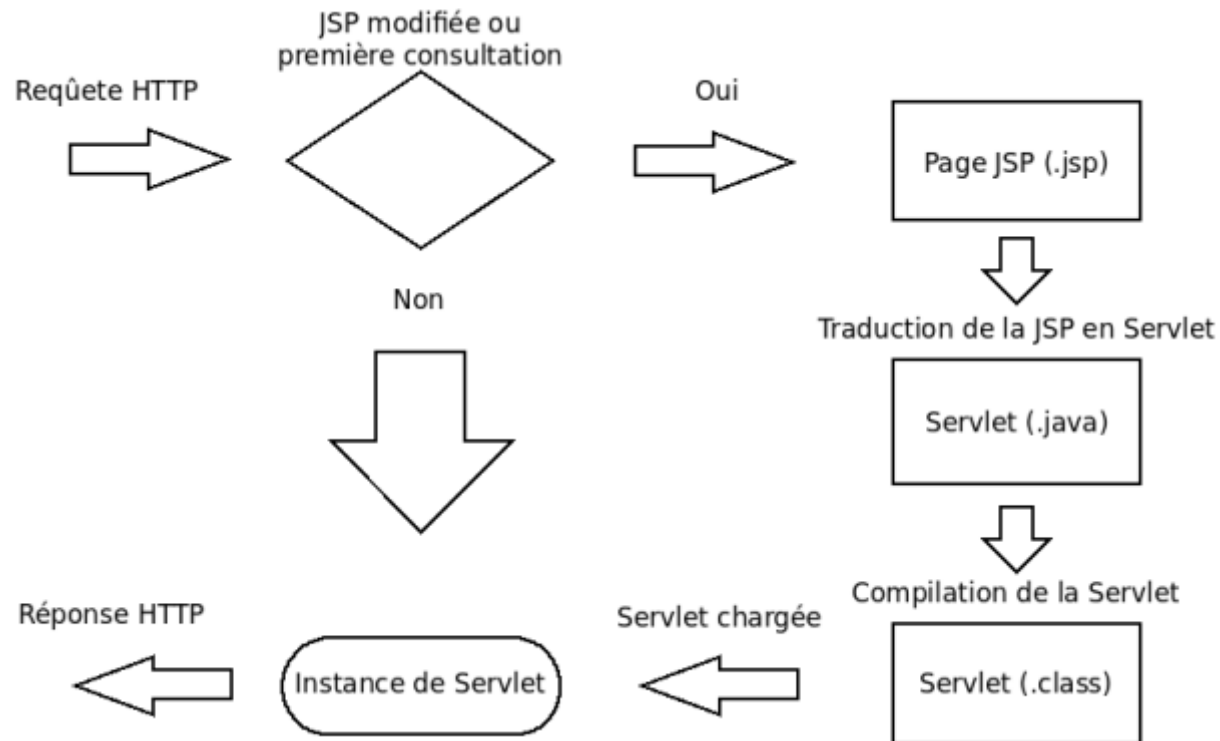 JSP modifiée ou
première consultation
Reqûete HTTP
Oui
Page JSP (.jsp)
Non
Traduction de la JSP en Servlet
Servlet (.java)
Compilation de la Servlet
Réponse HTTP
Servlet chargée
Instance de Servlet
Servlet (.class)